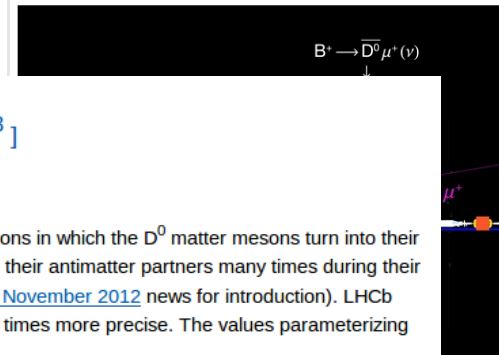 B⁺ → D̅⁰ μ⁺(ν)
]
μ⁺
ons in which the D⁰ matter mesons turn into their
their antimatter partners many times during their
November 2012 news for introduction). LHCb
times more precise. The values parameterizing